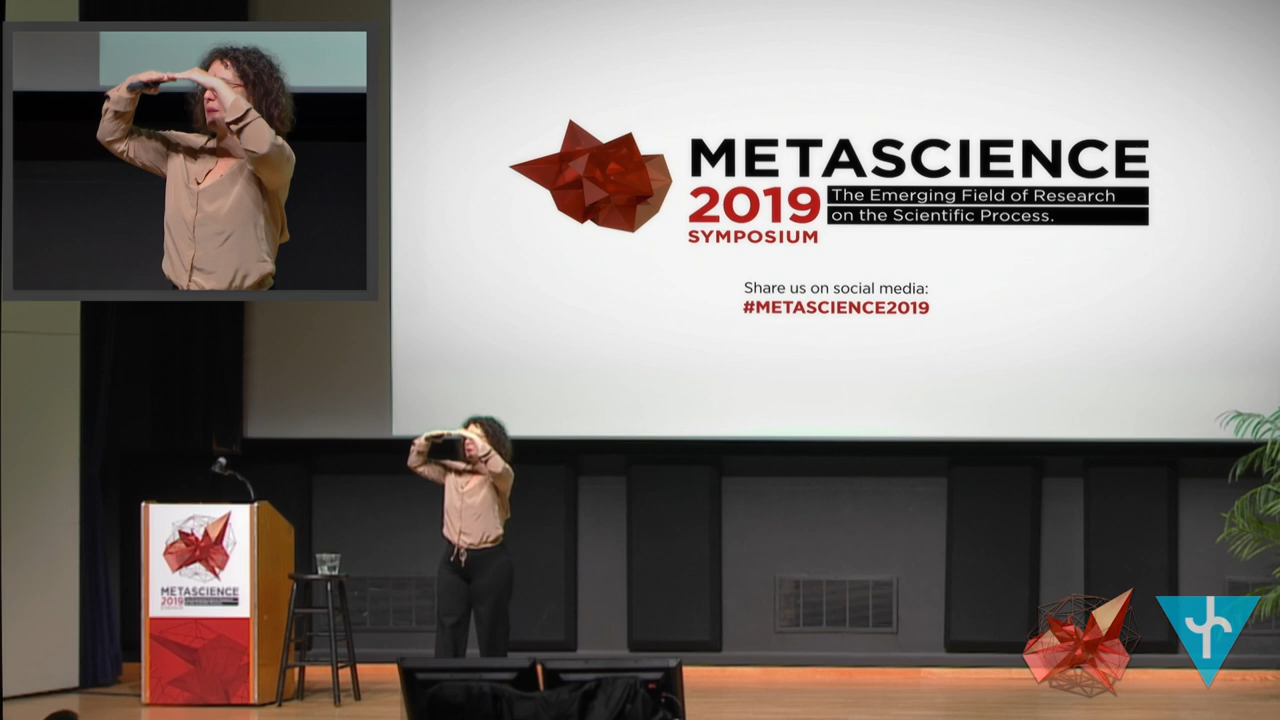 METASCIENCE
2019 The Emerging Field of Research
on the Scientific Process.
SYMPOSIUM
Share us on social media:
#METASCIENCE2019
METASCIENCE
2019
SYMPOSIUM